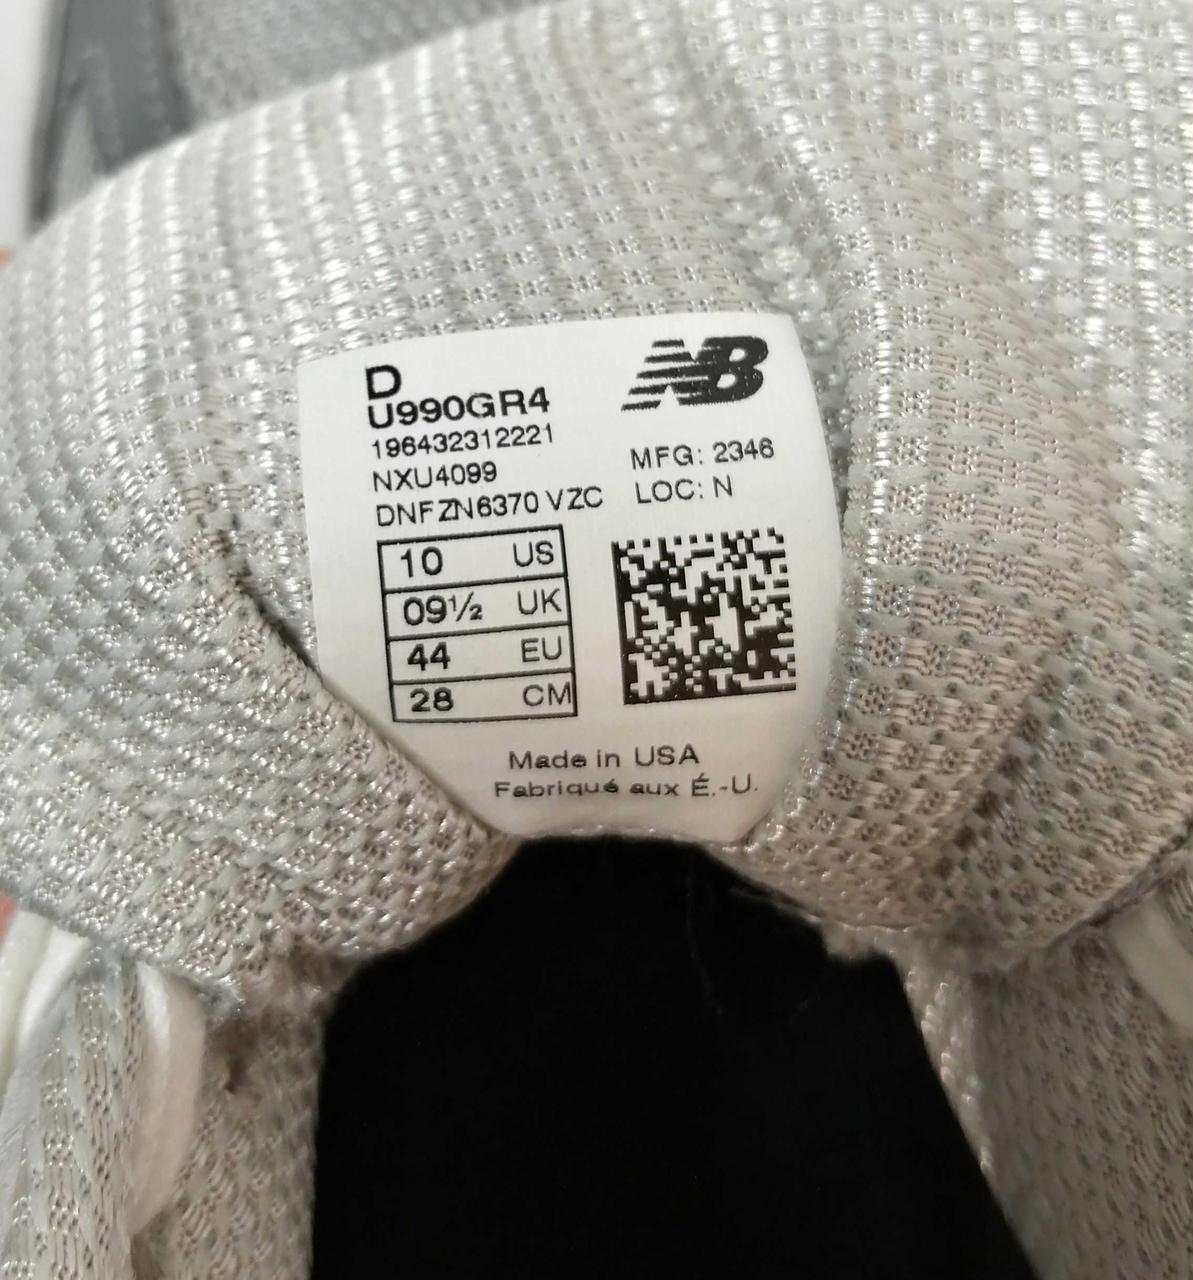 D
U990GR4
196432312221
NXU4099
DNFZN6370 VZC
NB
MFG: 2346
LOC: N
10 US
09½ UK
44 EU
28 CM
Made in USA
Fabriqué aux É.-U.